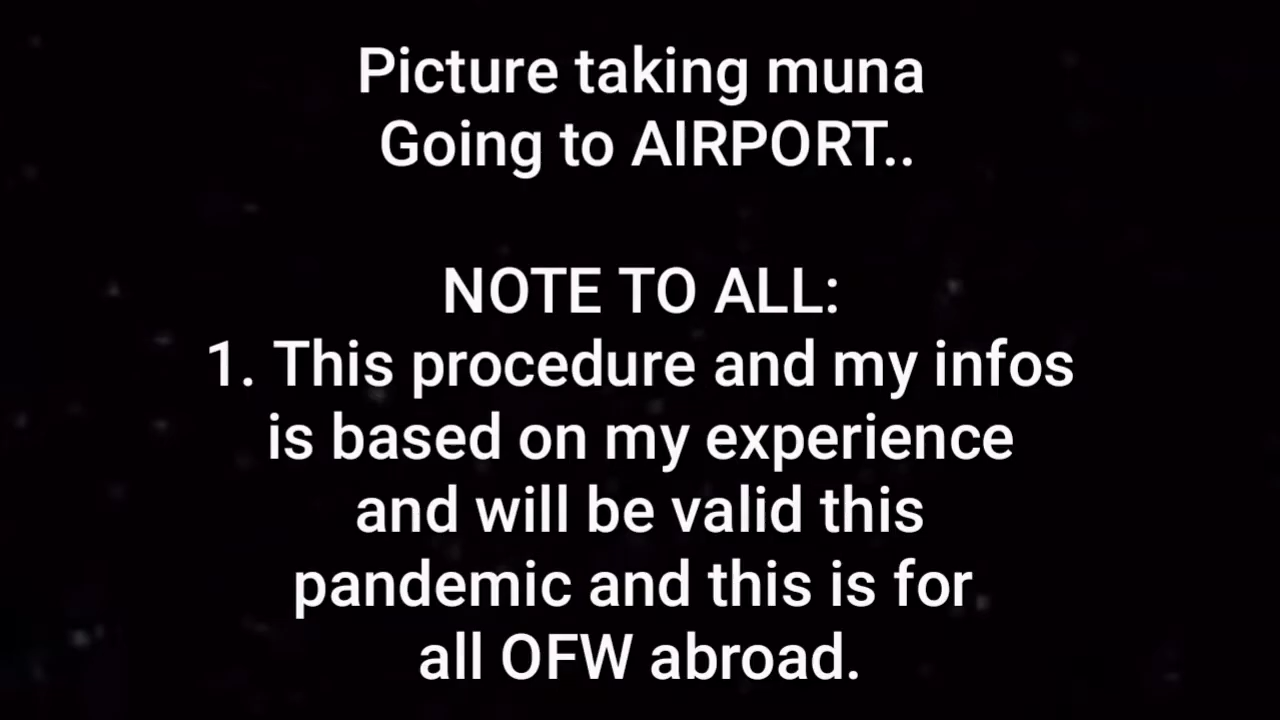 Picture taking muna
Going to AIRPORT..
NOTE TO ALL:
1. This procedure and my infos
is based on my experience
and will be valid this
pandemic and this is for
all OFW abroad.